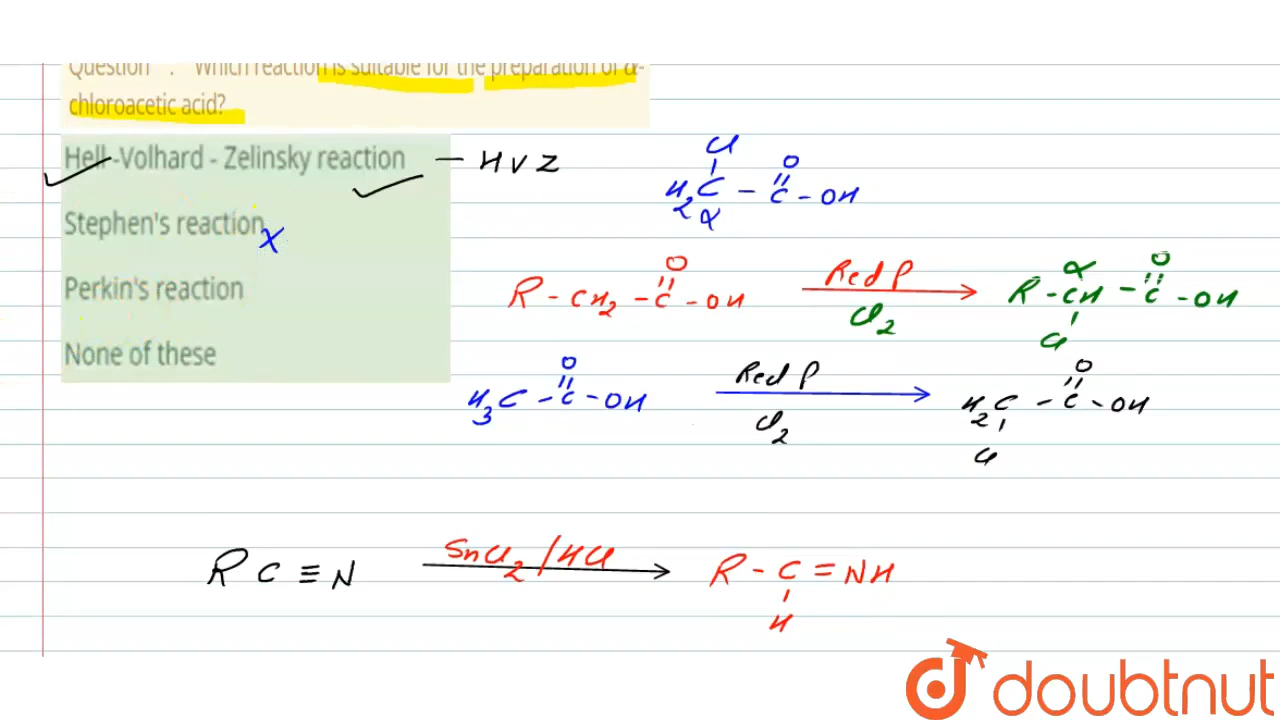 Question : Which reaction is suitable for the preparation of α-
chloroacetic acid?
Hell-Volhard - Zelinsky reaction
— HVZ
Stephen's reaction
X
Perkin's reaction
None of these
Cl
O
H2C – C – OH
α
R – CH2 – C – OH
O
Red P
Cl2
α
O
R – CH – C – OH
Cl
O
H3C – C – OH
Red P
Cl2
O
H2C – C – OH
Cl
RC ≡ N
SnCl2/HCl
R – C = NH
H
doubtnut